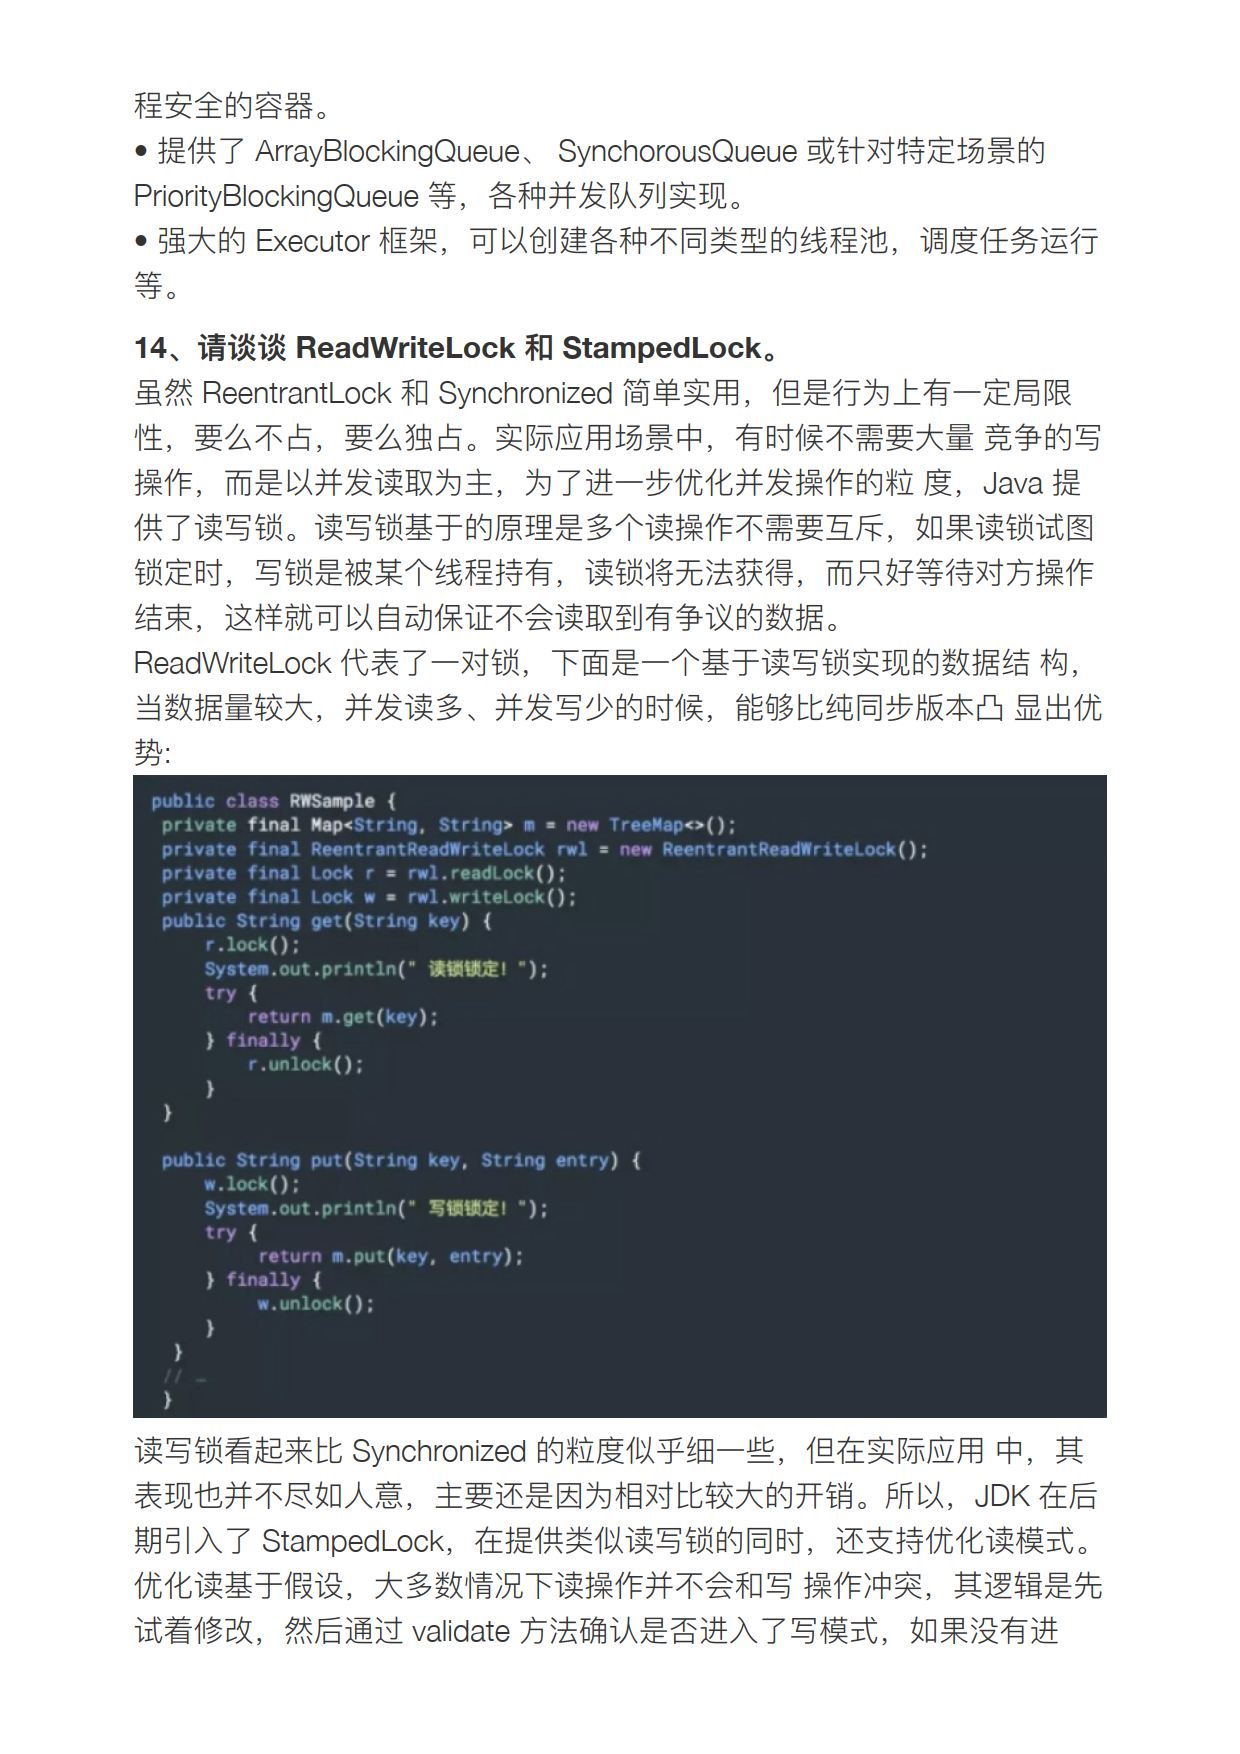 程安全的容器。
• 提供了 ArrayBlockingQueue、 SynchorousQueue 或针对特定场景的
PriorityBlockingQueue 等，各种并发队列实现。
• 强大的 Executor 框架，可以创建各种不同类型的线程池，调度任务运行
等。
14、请谈谈 ReadWriteLock 和 StampedLock。
虽然 ReentrantLock 和 Synchronized 简单实用，但是行为上有一定局限
性，要么不占，要么独占。实际应用场景中，有时候不需要大量 竞争的写
操作，而是以并发读取为主，为了进一步优化并发操作的粒 度，Java 提
供了读写锁。读写锁基于的原理是多个读操作不需要互斥，如果读锁试图
锁定时，写锁是被某个线程持有，读锁将无法获得，而只好等待对方操作
结束，这样就可以自动保证不会读取到有争议的数据。
ReadWriteLock 代表了一对锁，下面是一个基于读写锁实现的数据结 构，
当数据量较大，并发读多、并发写少的时候，能够比纯同步版本凸 显出优
势:
public class RWSample {
private final Map<String, String> m = new TreeMap<>();
private final ReentrantReadWriteLock rwl = new ReentrantReadWriteLock();
private final Lock r = rwl.readLock();
private final Lock w = rwl.writeLock();
public String get(String key) {
r.lock();
System.out.println(" 读锁锁定! ");
try {
return m.get(key);
} finally {
r.unlock();
}
}
public String put(String key, String entry) {
w.lock();
System.out.println(" 写锁锁定! ");
try {
return m.put(key, entry);
} finally {
w.unlock();
}
}
// …
}
读写锁看起来比 Synchronized 的粒度似乎细一些，但在实际应用 中，其
表现也并不尽如人意，主要还是因为相对比较大的开销。所以，JDK 在后
期引入了 StampedLock，在提供类似读写锁的同时，还支持优化读模式。
优化读基于假设，大多数情况下读操作并不会和写 操作冲突，其逻辑是先
试着修改，然后通过 validate 方法确认是否进入了写模式，如果没有进